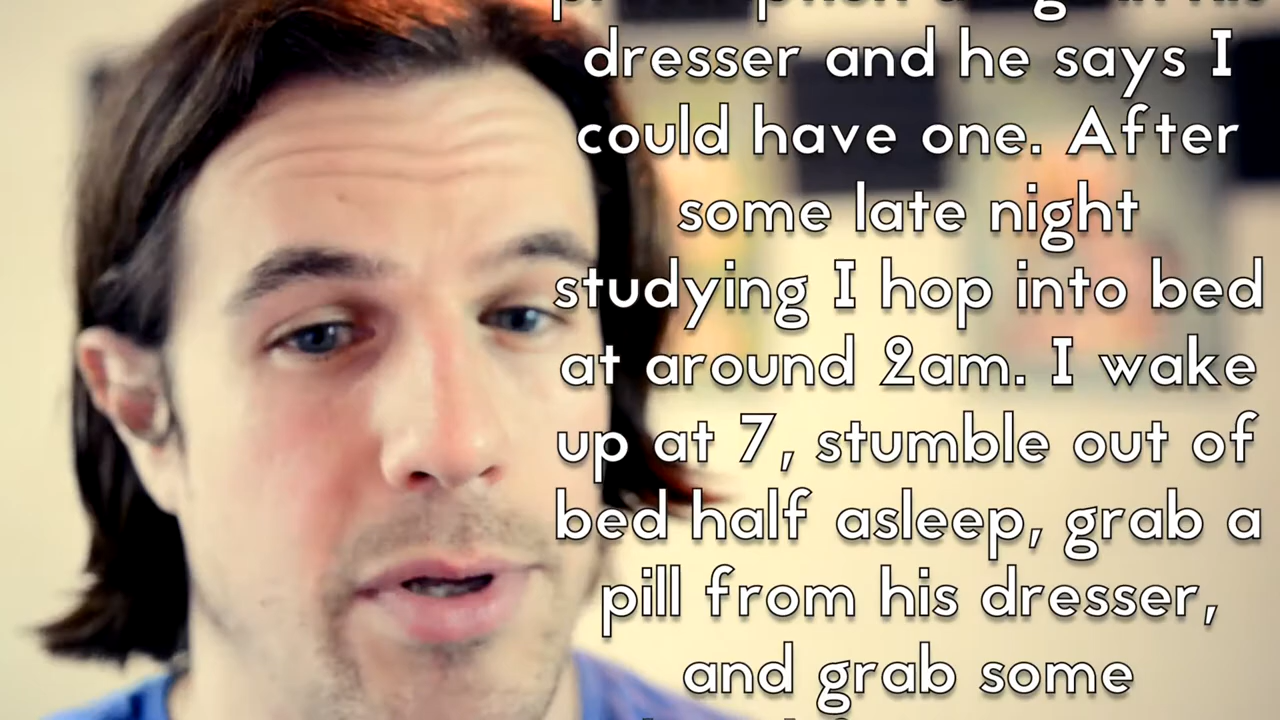 dresser and he says I
could have one. After
some late night
studying I hop into bed
at around 2am. I wake
up at 7, stumble out of
bed half asleep, grab a
pill from his dresser,
and grab some